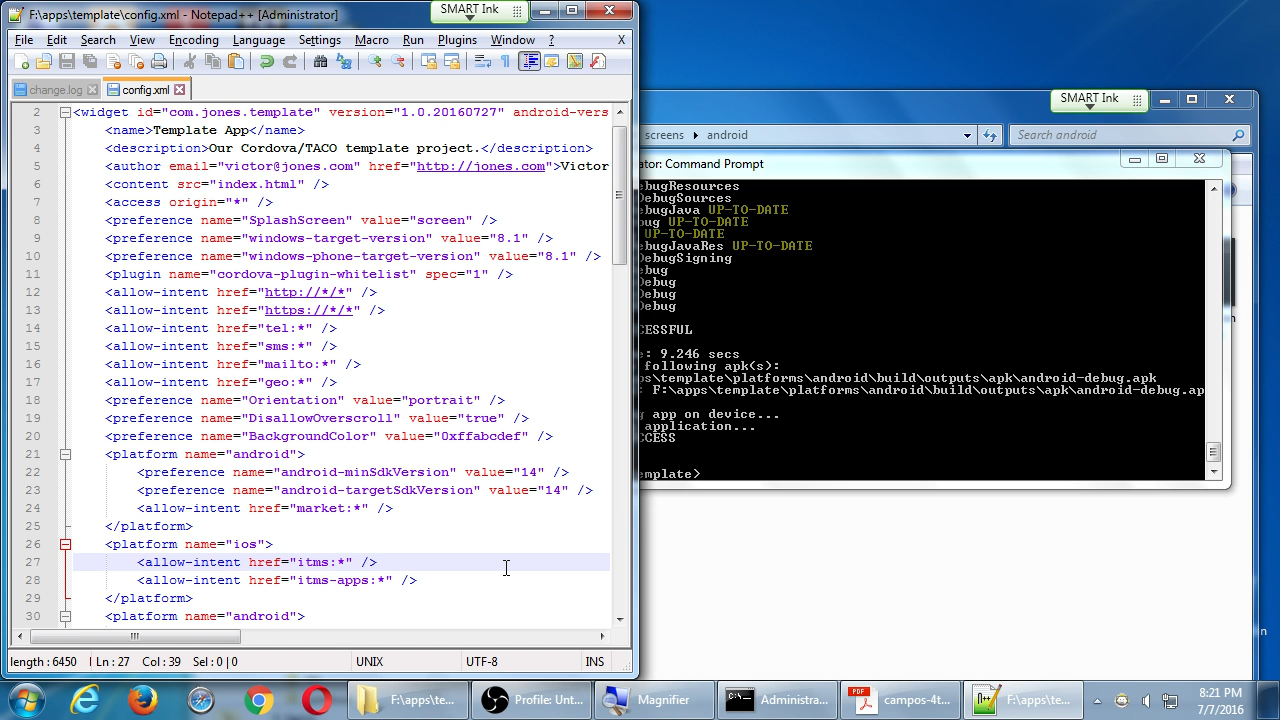 F:\apps\template\config.xml - Notepad++ [Administrator]
SMART Ink
File Edit Search View Encoding Language Settings Macro Run Plugins Window ? X
change.log config.xml
2 <widget id="com.jones.template" version="1.0.20160727" android-vers
3 <name>Template App</name>
4 <description>Our Cordova/TACO template project.</description>
5 <author email="victor@jones.com" href="http://jones.com">Victor
6 <content src="index.html" />
7 <access origin="*" />
8 <preference name="SplashScreen" value="screen" />
9 <preference name="windows-target-version" value="8.1" />
10 <preference name="windows-phone-target-version" value="8.1" />
11 <plugin name="cordova-plugin-whitelist" spec="1" />
12 <allow-intent href="http://*/*" />
13 <allow-intent href="https://*/*" />
14 <allow-intent href="tel:*" />
15 <allow-intent href="sms:*" />
16 <allow-intent href="mailto:*" />
17 <allow-intent href="geo:*" />
18 <preference name="Orientation" value="portrait" />
19 <preference name="DisallowOverscroll" value="true" />
20 <preference name="BackgroundColor" value="0xffabcdef" />
21 <platform name="android">
22 <preference name="android-minSdkVersion" value="14" />
23 <preference name="android-targetSdkVersion" value="14" />
24 <allow-intent href="market:*" />
25 </platform>
26 <platform name="ios">
27 <allow-intent href="itms:*" />
28 <allow-intent href="itms-apps:*" />
29 </platform>
30 <platform name="android">
length : 6450 l Ln : 27 Col : 39 Sel : 0 | 0 UNIX UTF-8 INS
SMART Ink
screens android Search android
ator: Command Prompt
ebugResources
DebugSources
ebugJava UP-TO-DATE
bug UP-TO-DATE
UP-TO-DATE
ebugJavaRes UP-TO-DATE
DebugSigning
ebug
Debug
Debug
Debug
CESSFUL
e: 9.246 secs
following apk(s):
ps\template\platforms\android\build\outputs\apk\android-debug.apk
: F:\apps\template\platforms\android\build\outputs\apk\android-debug.ap
g app on device...
application...
CCESS
emplate>
n
n
F:\apps\te... Profile: Unt... Magnifier Administra... campos-4t... F:\apps\te...
8:21 PM
7/7/2016